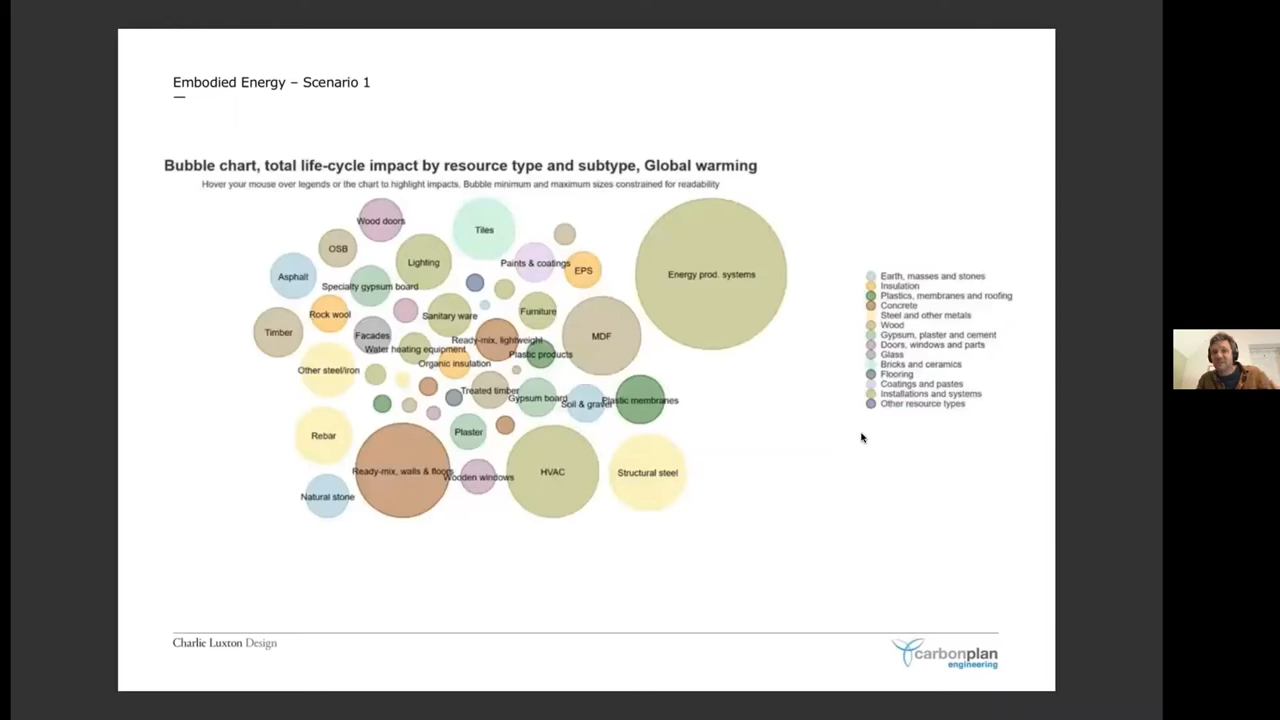 Embodied Energy – Scenario 1
Bubble chart, total life-cycle impact by resource type and subtype, Global warming
Hover your mouse over legends or the chart to highlight impacts. Bubble minimum and maximum sizes constrained for readability
Wood doors
Tiles
OSB
Lighting
Paints & coatings
EPS
Energy prod. systems
Asphalt
Specialty gypsum board
Rock wool
Sanitary ware
Furniture
Timber
Facades
Ready-mix, lightweight
MDF
Water heating equipment
Plastic products
Organic insulation
Other steel/iron
Treated timber
Gypsum board
Soil & gravel
Plastic membranes
Rebar
Plaster
Ready-mix, walls & floors
Wooden windows
HVAC
Structural steel
Natural stone
Earth, masses and stones
Insulation
Plastics, membranes and roofing
Concrete
Steel and other metals
Wood
Gypsum, plaster and cement
Doors, windows and parts
Glass
Bricks and ceramics
Flooring
Coatings and pastes
Installations and systems
Other resource types
Charlie Luxton Design
carbonplan
engineering